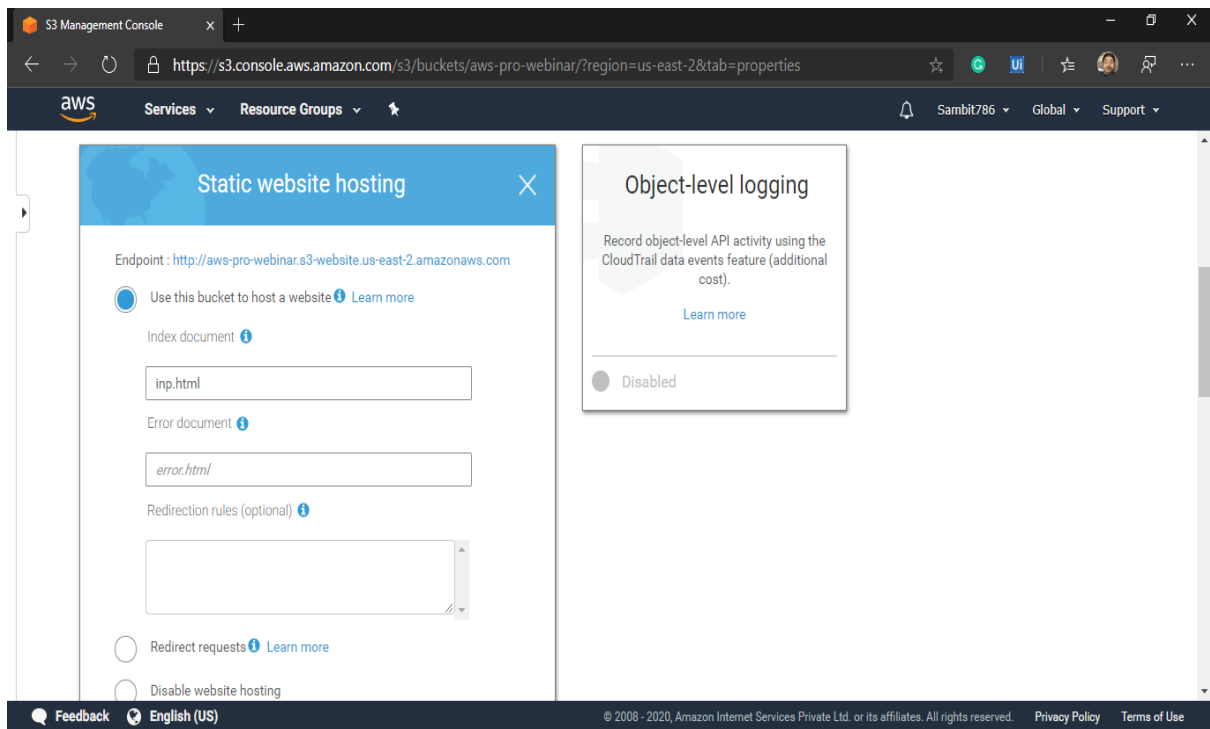 S3 Management Console
https://s3.console.aws.amazon.com/s3/buckets/aws-pro-webinar/?region=us-east-2&tab=properties
G
Ui
aws
Services
Resource Groups
Sambit786
Global
Support
Static website hosting
Endpoint : http://aws-pro-webinar.s3-website.us-east-2.amazonaws.com
Use this bucket to host a website Learn more
Index document
inp.html
Error document
error.html
Redirection rules (optional)
Redirect requests Learn more
Disable website hosting
Object-level logging
Record object-level API activity using the
CloudTrail data events feature (additional
cost).
Learn more
Disabled
Feedback
English (US)
© 2008 - 2020, Amazon Internet Services Private Ltd. or its affiliates. All rights reserved.
Privacy Policy
Terms of Use